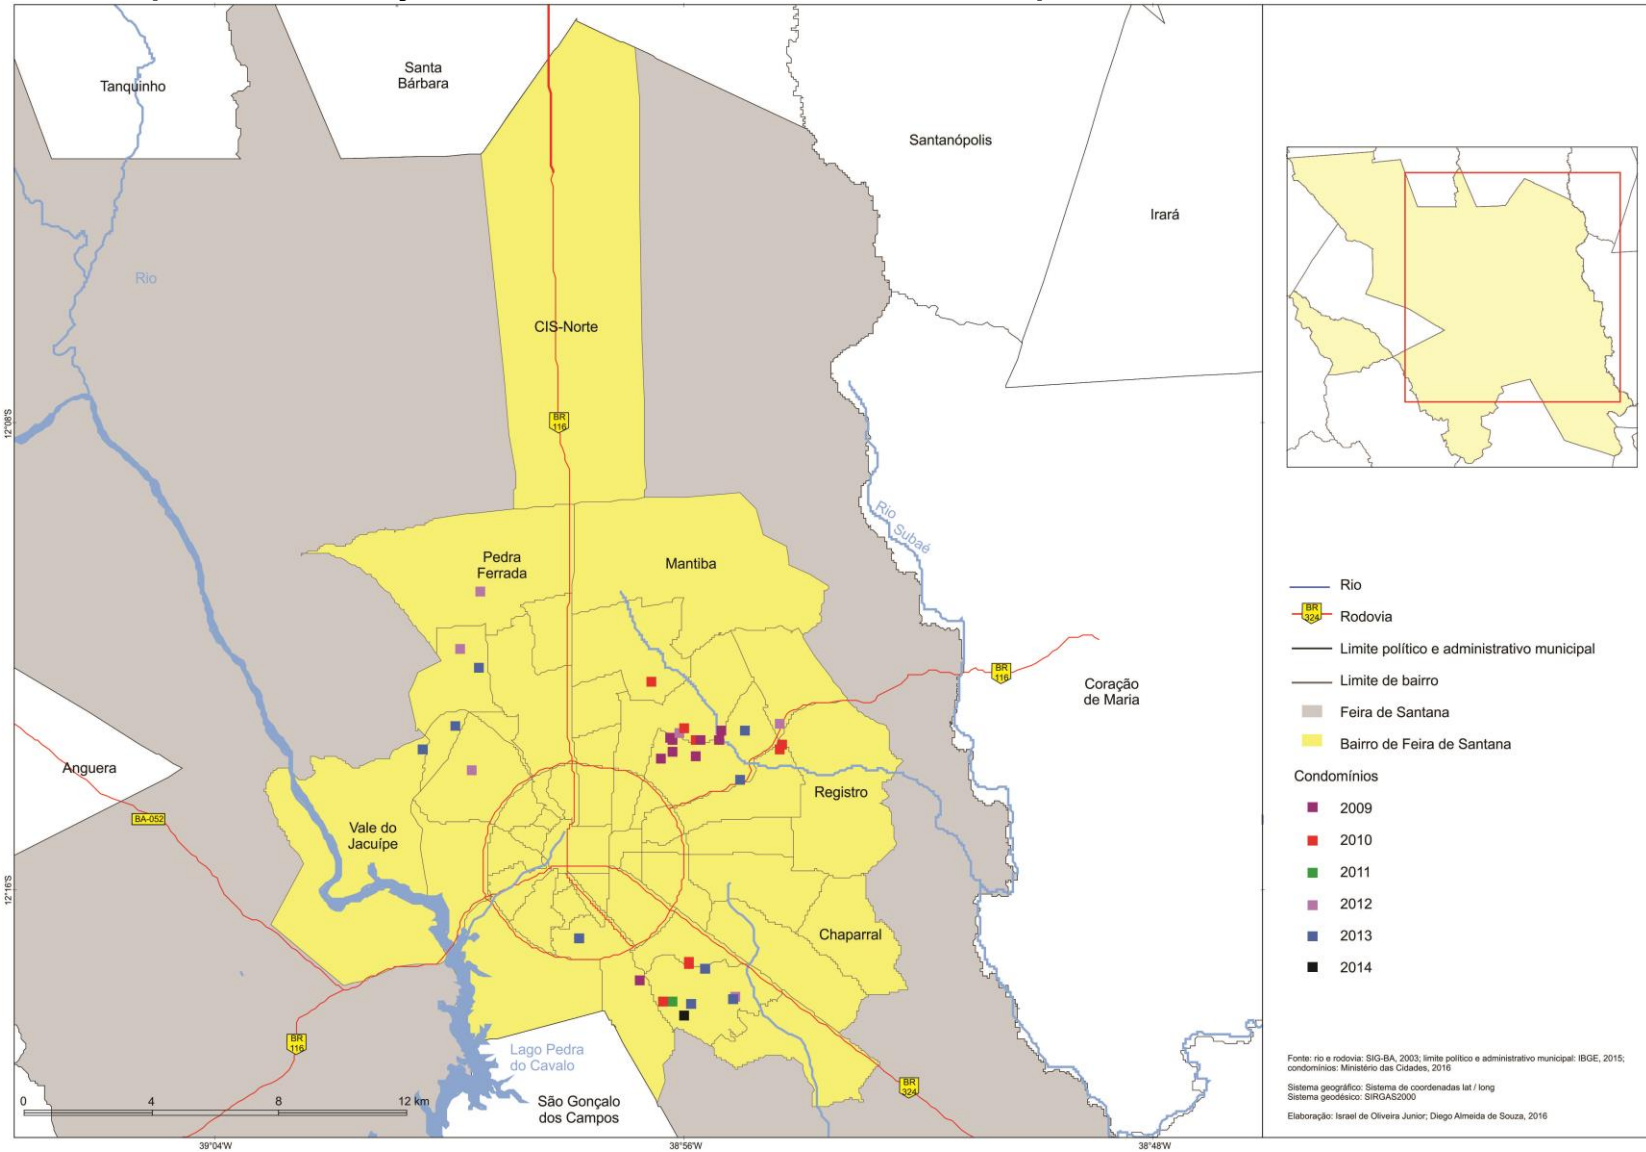 Tanquinho
Santa
Bárbara
Santanópolis
Irará
Rio
CIS-Norte
12°08'S
BR
116
Rio Subaé
Pedra
Ferrada
Mantiba
BR
116
Coração
de Maria
Anguera
BA-052
Vale do
Jacuípe
Registro
12°16'S
Chaparral
BR
116
Lago Pedra
do Cavalo
BR
324
São Gonçalo
dos Campos
0 4 8 12 km
39°04'W 38°56'W 38°48'W
Rio
BR
324
Rodovia
Limite político e administrativo municipal
Limite de bairro
Feira de Santana
Bairro de Feira de Santana
Condomínios
2009
2010
2011
2012
2013
2014
Fonte: rio e rodovia: SIG-BA, 2003; limite político e administrativo municipal: IBGE, 2015;
condomínios: Ministério das Cidades, 2016
Sistema geográfico: Sistema de coordenadas lat / long
Sistema geodésico: SIRGAS2000
Elaboração: Israel de Oliveira Junior; Diego Almeida de Souza, 2016